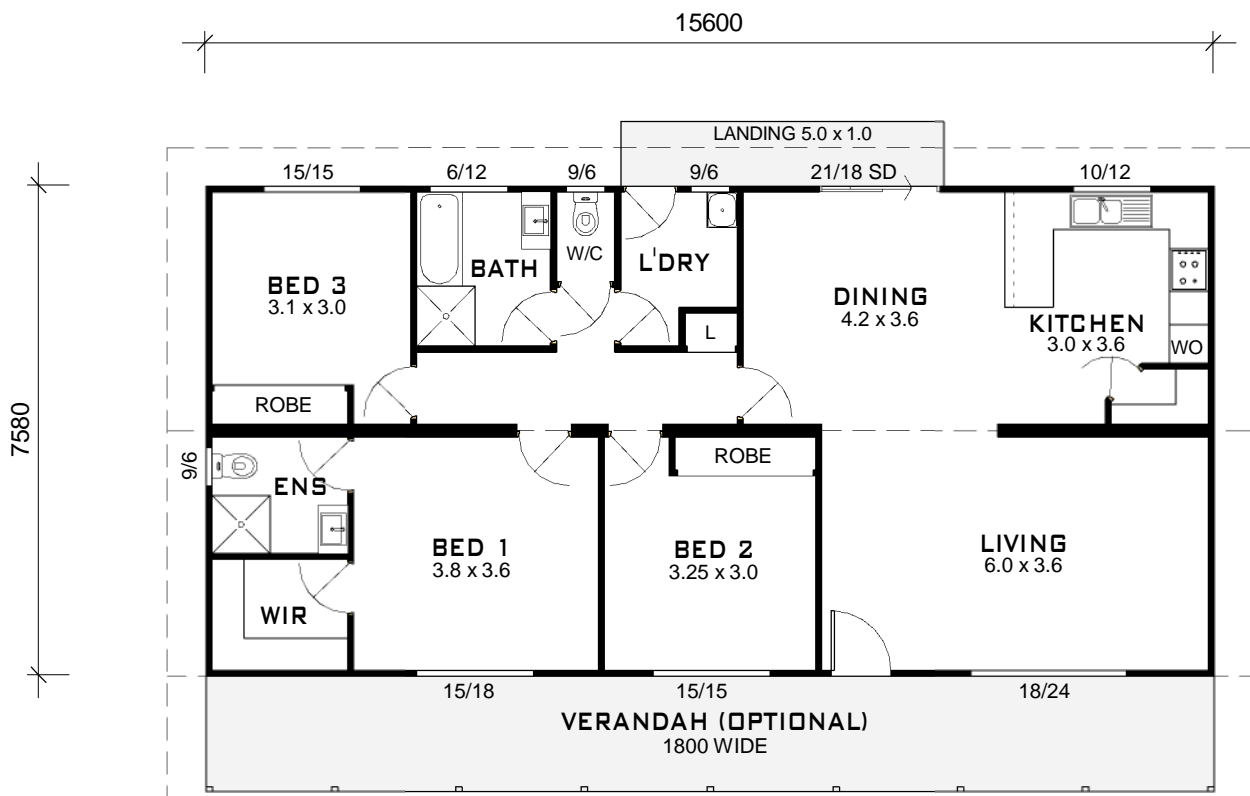 15600
LANDING 5.0 x 1.0
15/15
6/12
9/6
9/6
21/18 SD
10/12
W/C
BATH
L'DRY
BED 3
3.1 x 3.0
DINING
4.2 x 3.6
KITCHEN
3.0 x 3.6
L
WO
ROBE
7580
9/6
ROBE
ENS
BED 1
3.8 x 3.6
BED 2
3.25 x 3.0
LIVING
6.0 x 3.6
WIR
15/18
15/15
18/24
VERANDAH (OPTIONAL)
1800 WIDE